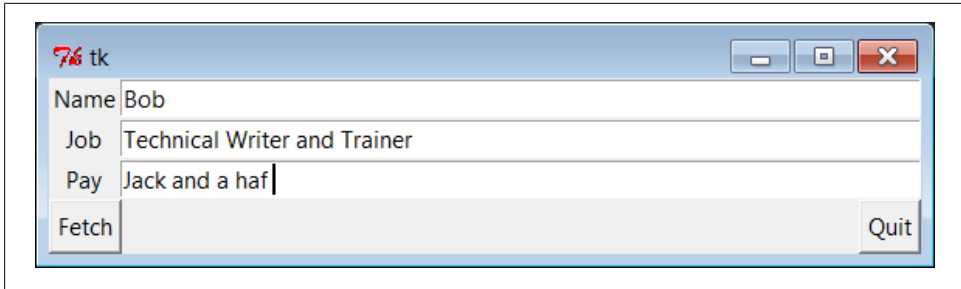 tk
Name Bob
Job Technical Writer and Trainer
Pay Jack and a haf
Fetch Quit